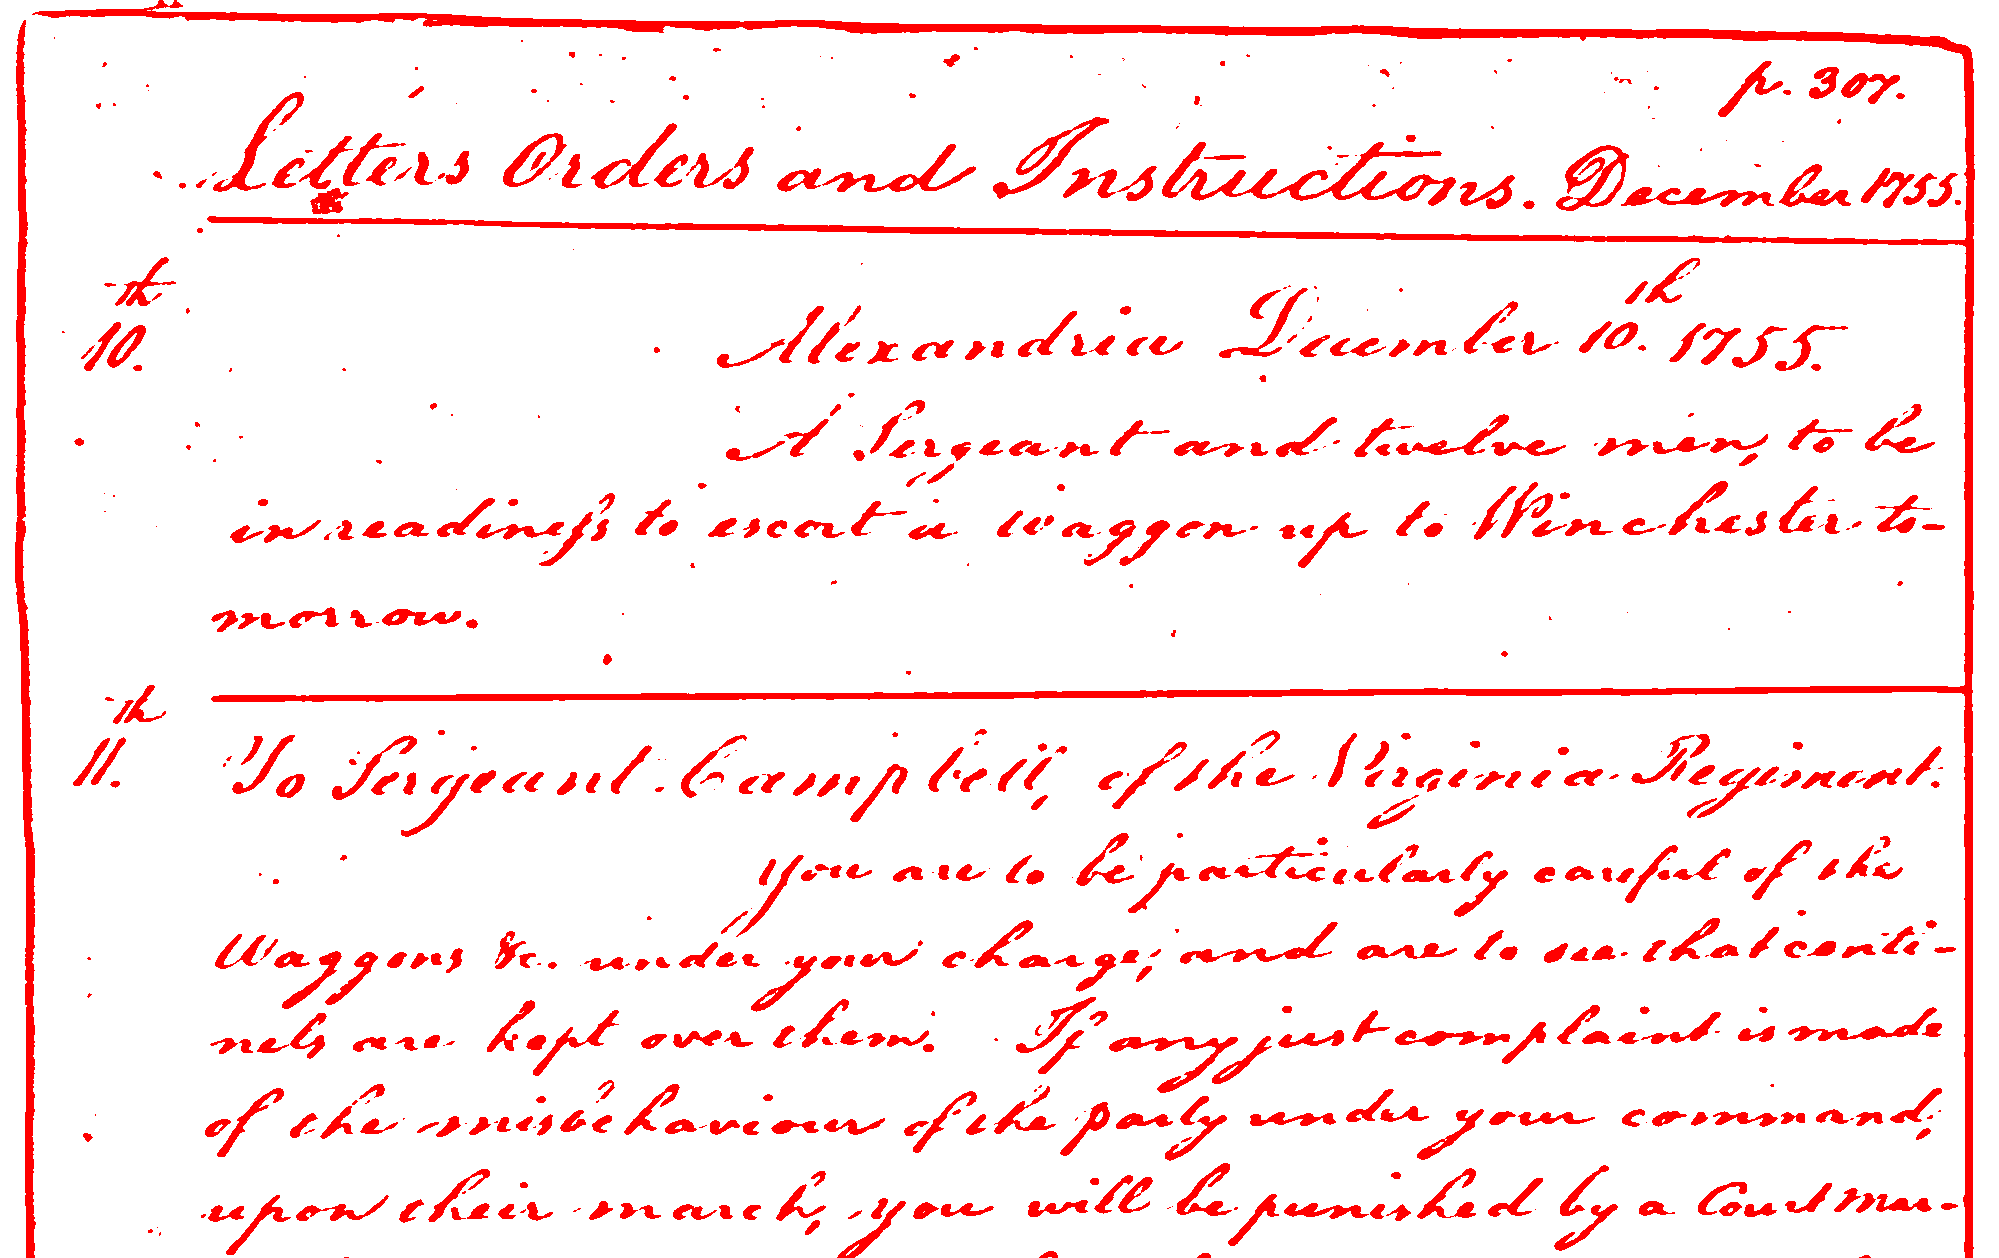 p. 307.
Letters Orders and Instructions. December 1755.
10th. Alexandria December 10th. 1755.
A Sergeant and twelve men, to be
in readiness to escort a waggon up to Winchester to-
morrow.
11th. To Sergeant Campbell, of the Virginia Regiment.
You are to be particularly careful of the
Waggons &c. under your charge; and are to see that centi-
nels are kept over them. If any just complaint is made
of the misbehaviour of the party under your command,
upon their march, you will be punished by a Court Mar-